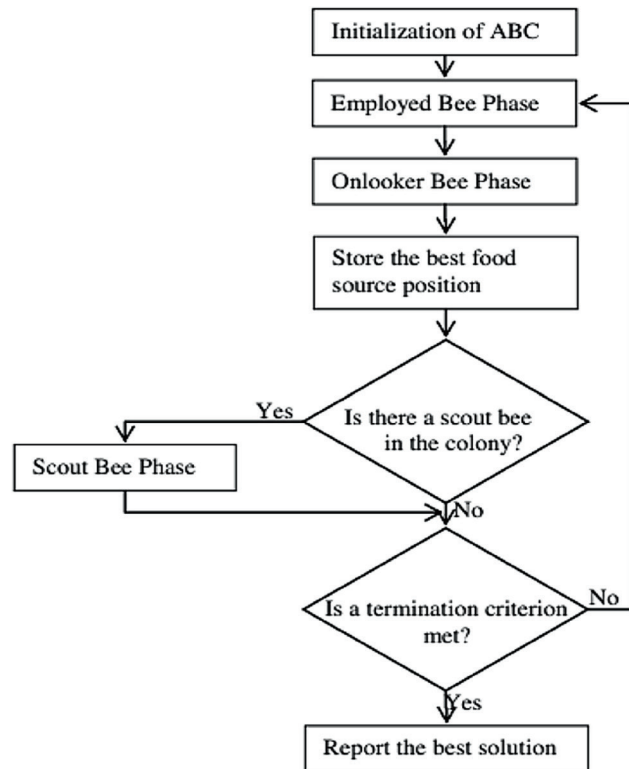 Initialization of ABC
Employed Bee Phase
Onlooker Bee Phase
Store the best food
source position
Is there a scout bee
in the colony?
Yes
Scout Bee Phase
No
Is a termination criterion
met?
No
Yes
Report the best solution